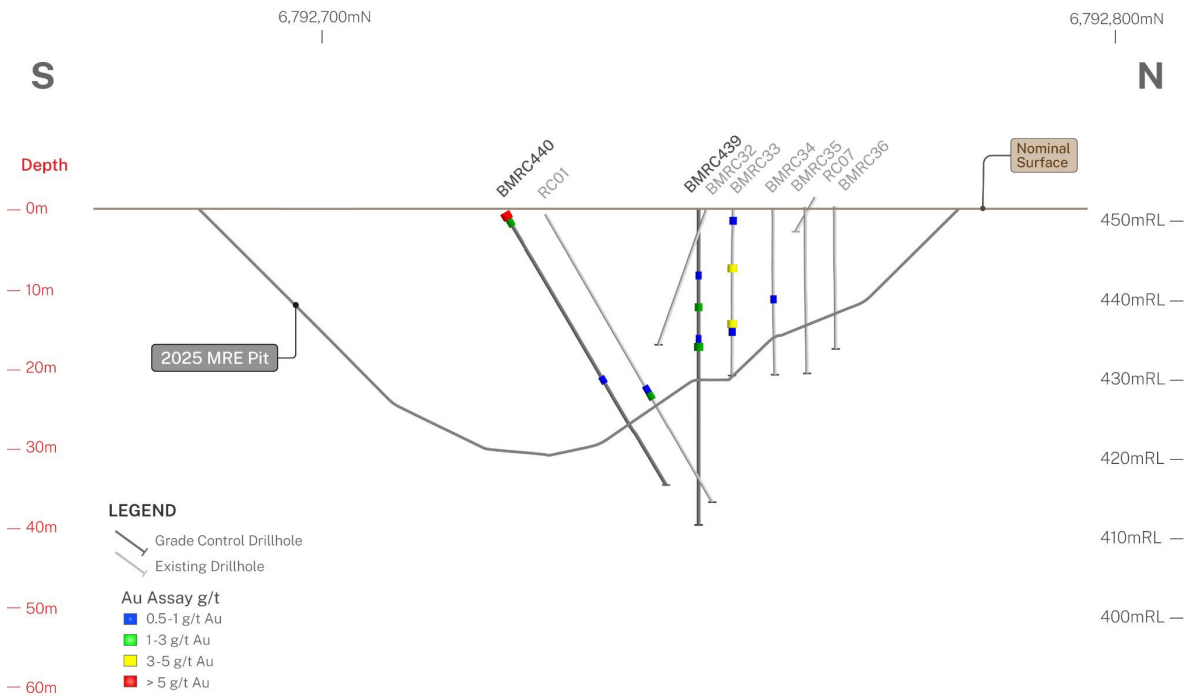 6,792,700mN
6,792,800mN
S
N
Depth
BMRC440
RC01
BMRC439
BMRC32
BMRC33
BMRC34
BMRC35
RC07
BMRC36
Nominal
Surface
0m
10m
20m
30m
40m
50m
60m
450mRL
440mRL
430mRL
420mRL
410mRL
400mRL
2025 MRE Pit
LEGEND
Grade Control Drillhole
Existing Drillhole
Au Assay g/t
0.5-1 g/t Au
1-3 g/t Au
3-5 g/t Au
> 5 g/t Au